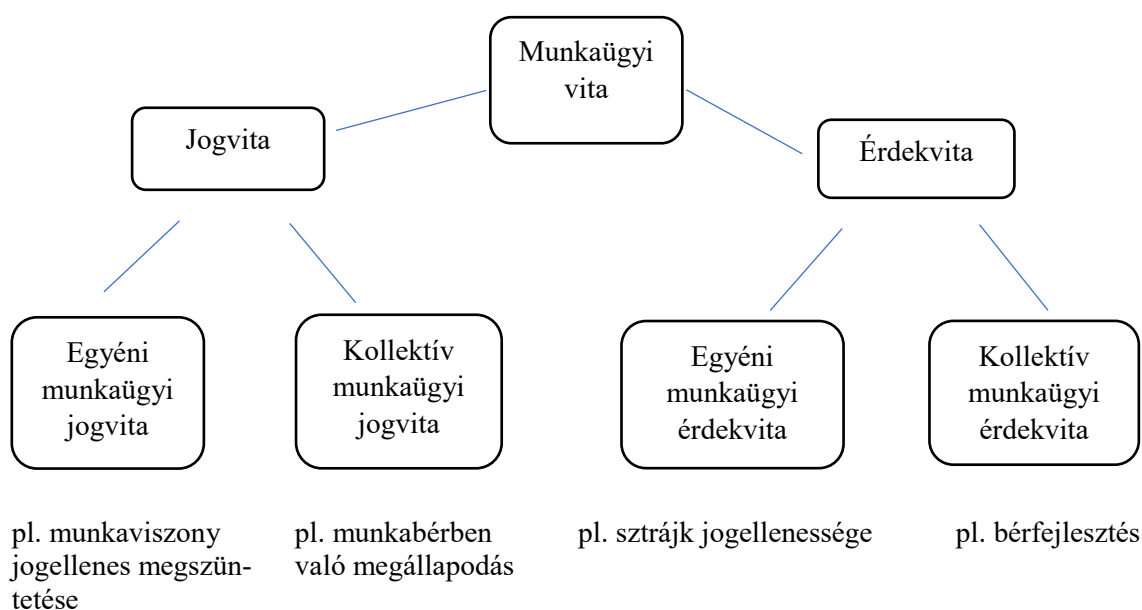 Munkaügyi
vita
Jogvita
Érdekvita
Egyéni
munkaügyi
jogvita
Kollektív
munkaügyi
jogvita
Egyéni
munkaügyi
érdekvita
Kollektív
munkaügyi
érdekvita
pl. munkaviszony
jogellenes megszün-
tetése
pl. munkabérben
való megállapodás
pl. sztrájk jogellenessége
pl. bérfejlesztés